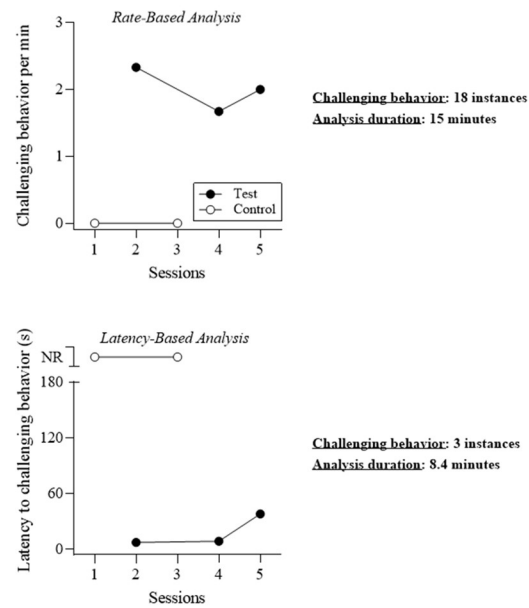 Rate-Based Analysis
Challenging behavior per min
3
2
1
0
Test
Control
1 2 3 4 5
Sessions
Challenging behavior: 18 instances
Analysis duration: 15 minutes
Latency-Based Analysis
Latency to challenging behavior (s)
NR
180
120
60
0
1 2 3 4 5
Sessions
Challenging behavior: 3 instances
Analysis duration: 8.4 minutes